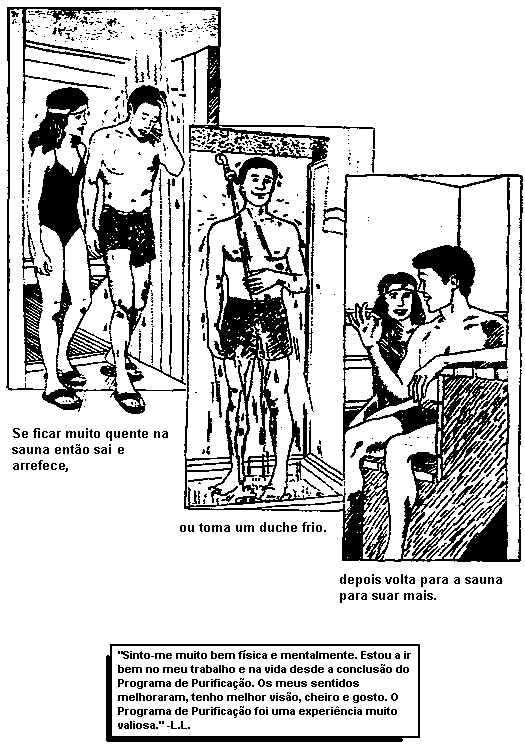 Se ficar muito quente na
sauna então sai e
arrefece,
ou toma um duche frio.
depois volta para a sauna
para suar mais.
"Sinto-me muito bem física e mentalmente. Estou a ir
bem no meu trabalho e na vida desde a conclusão do
Programa de Purificação. Os meus sentidos
melhoraram, tenho melhor visão, cheiro e gosto. O
Programa de Purificação foi uma experiência muito
valiosa." -L.L.